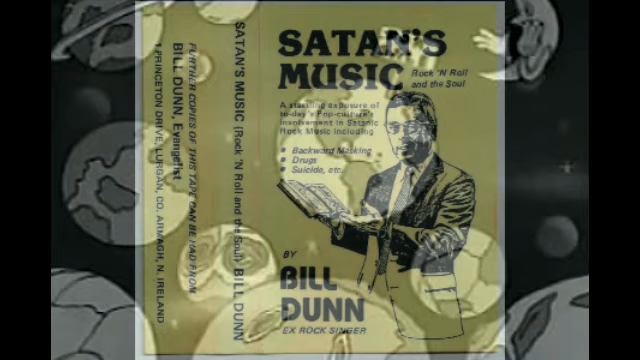 FURTHER COPIES OF THIS TAPE CAN BE HAD FROM
BILL DUNN, Evangelist
1 PRINCETON DRIVE, LURGAN, CO. ARMAGH, N. IRELAND
SATAN'S MUSIC (Rock 'N Roll and the Soul) BILL DUNN
SATAN'S
MUSIC
Rock 'N Roll
and the Soul
A startling exposure of
to-day's Pop-culture's
involvement in Satanic
Rock Music including
• Backward Masking
• Drugs
• Suicide, etc.
BY
BILL
DUNN
EX ROCK SINGER